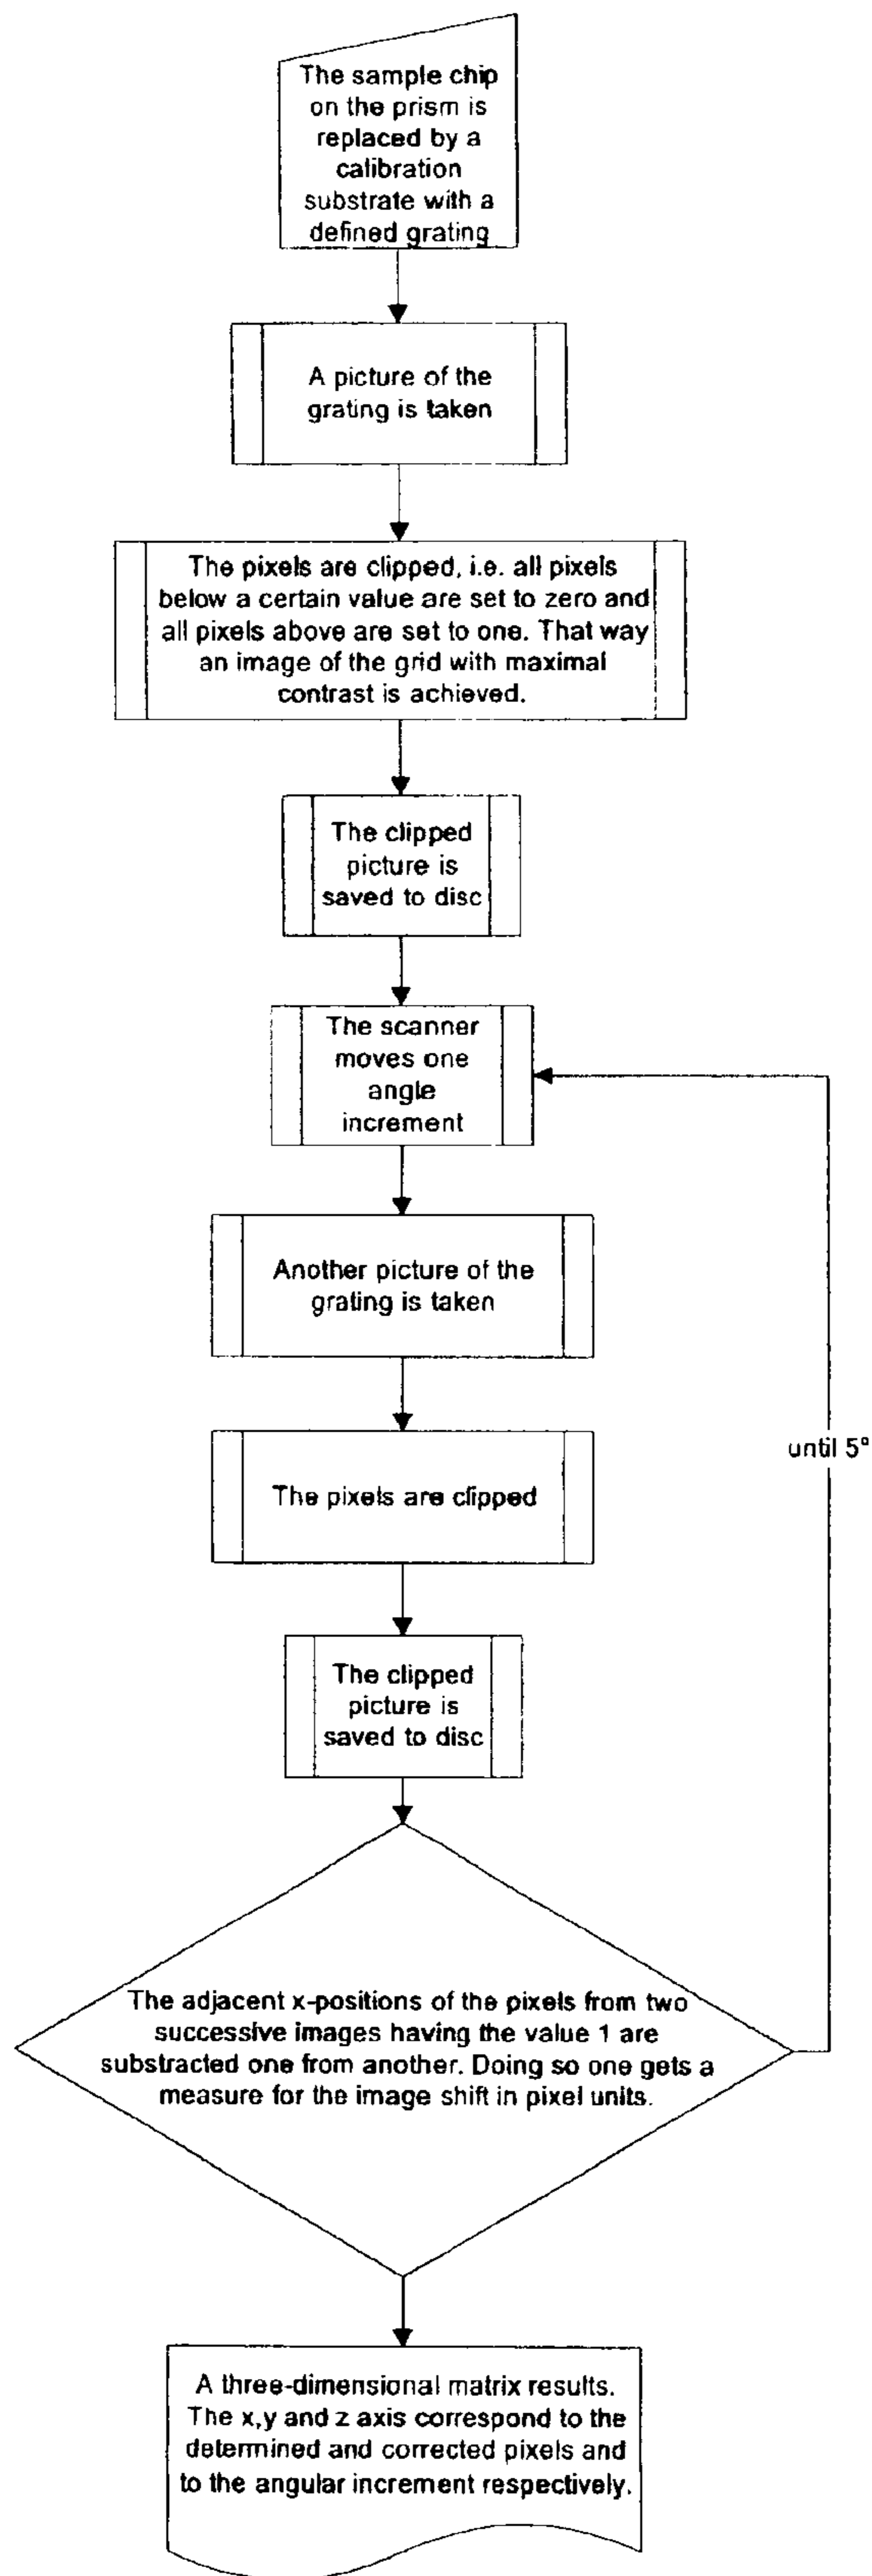 The sample chip
on the prism is
replaced by a
calibration
substrate with a
defined grating
A picture of the
grating is taken
The pixels are clipped, i.e. all pixels
below a certain value are set to zero and
all pixels above are set to one. That way
an image of the grid with maximal
contrast is achieved.
The clipped
picture is
saved to disc
The scanner
moves one
angle
increment
Another picture of the
grating is taken
until 5°
The pixels are clipped
The clipped
picture is
saved to disc
The adjacent x-positions of the pixels from two
successive images having the value 1 are
substracted one from another. Doing so one gets a
measure for the image shift in pixel units.
A three-dimensional matrix results.
The x,y and z axis correspond to the
determined and corrected pixels and
to the angular increment respectively.